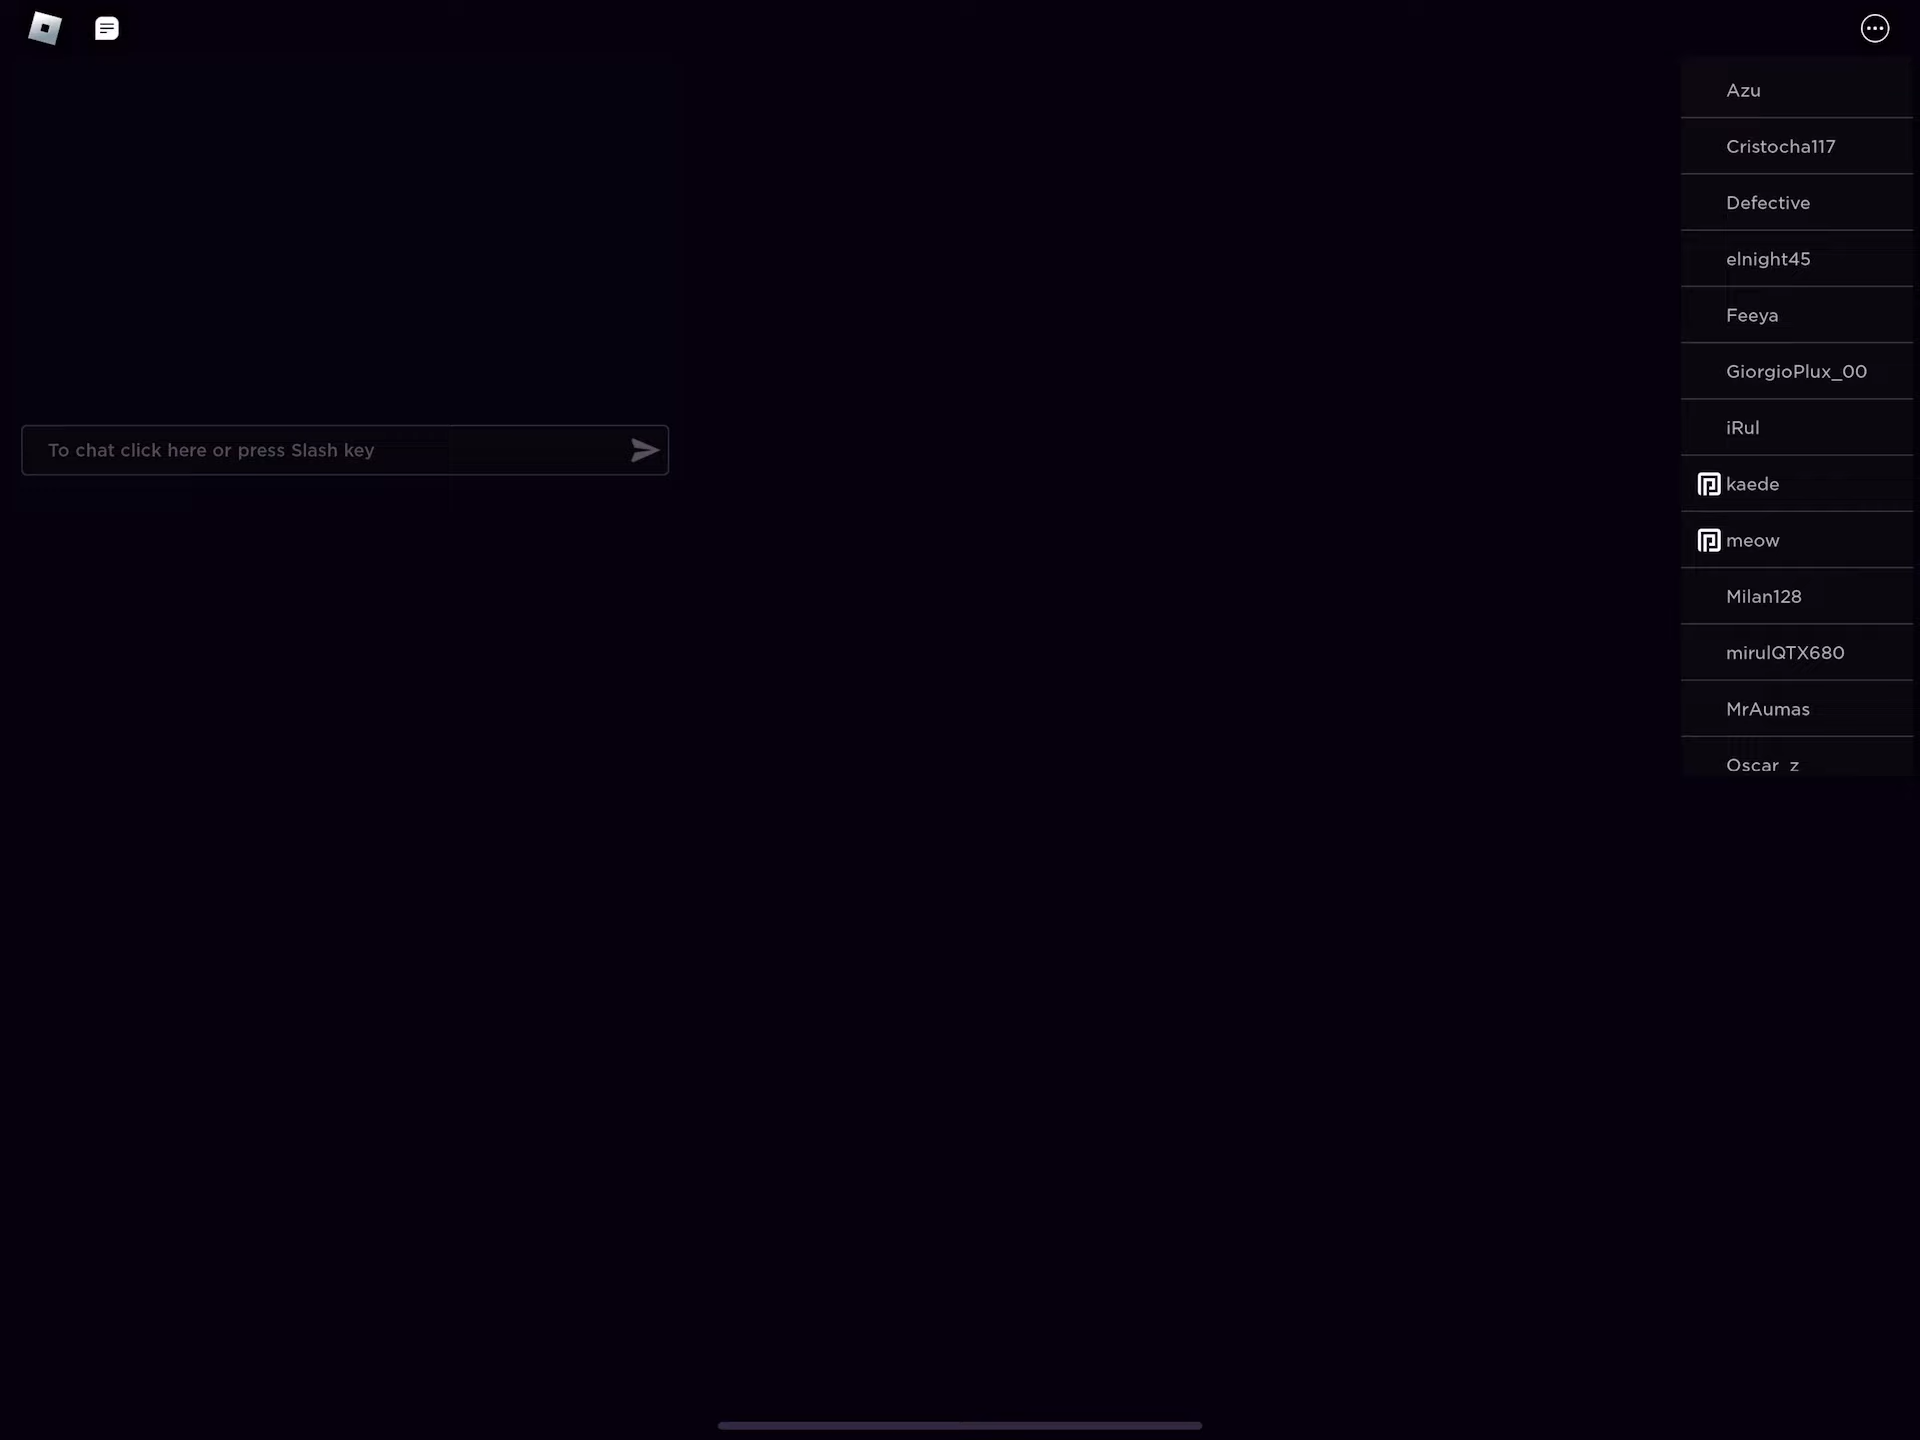 Azu
Cristocha117
Defective
elnight45
Feeya
GiorgioPlux_00
iRul
To chat click here or press Slash key
kaede
meow
Milan128
mirulQTX680
MrAumas
Oscar_z